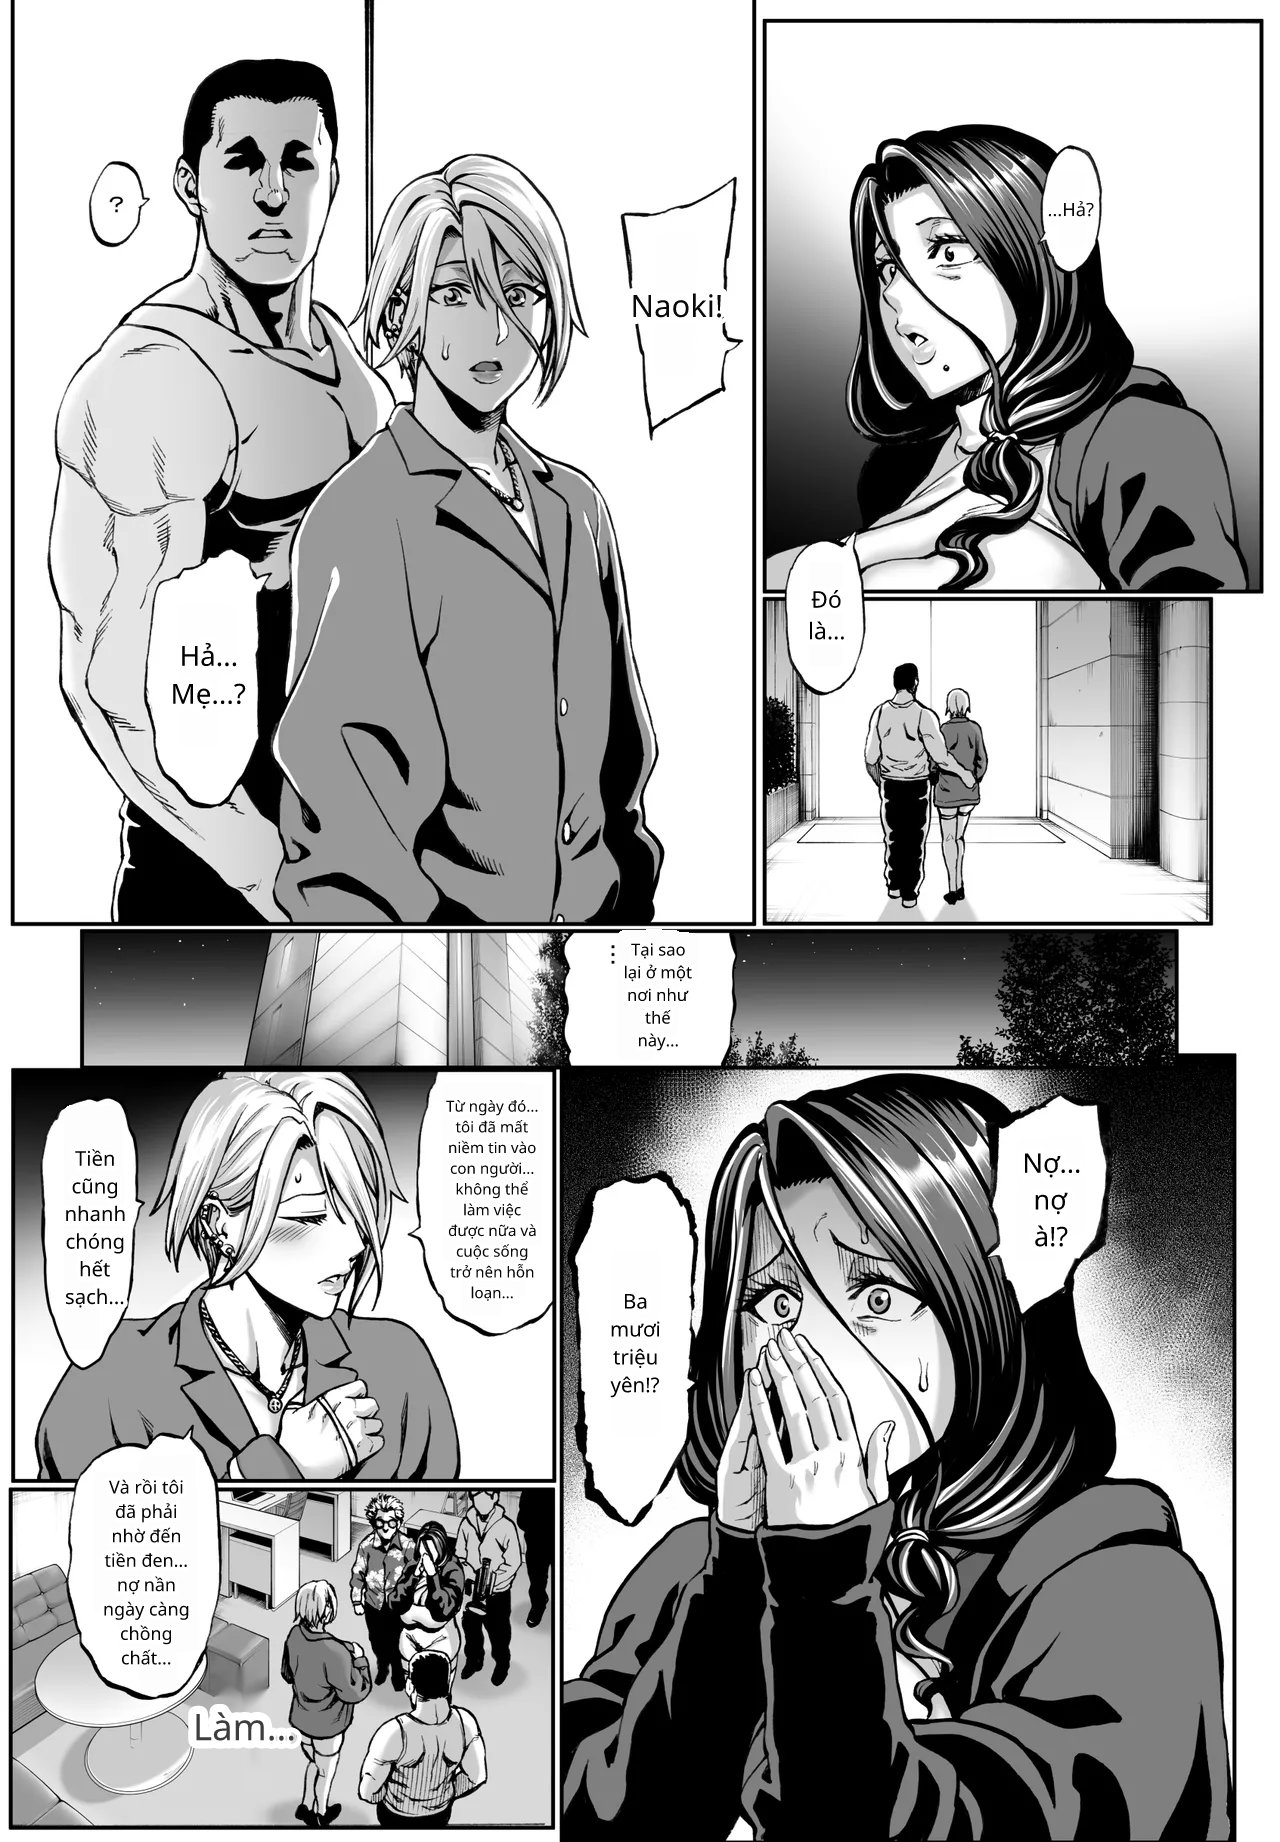 ...Hả?
Đó
là...
Naoki!
?
Hả...
Mẹ...?
Tại sao
lại ở một
nơi như
thế
này...
...
Nợ...
nợ
à!?
Ba
mươi
triệu
yên!?
Từ ngày đó...
tôi đã mất
niềm tin vào
con người...
không thể
làm việc
được nữa và
cuộc sống
trở nên hỗn
loạn...
Tiền
cũng
nhanh
chóng
hết
sạch...
Và rồi tôi
đã phải
nhờ đến
tiền đen...
nợ nần
ngày càng
chồng
chất...
Làm...